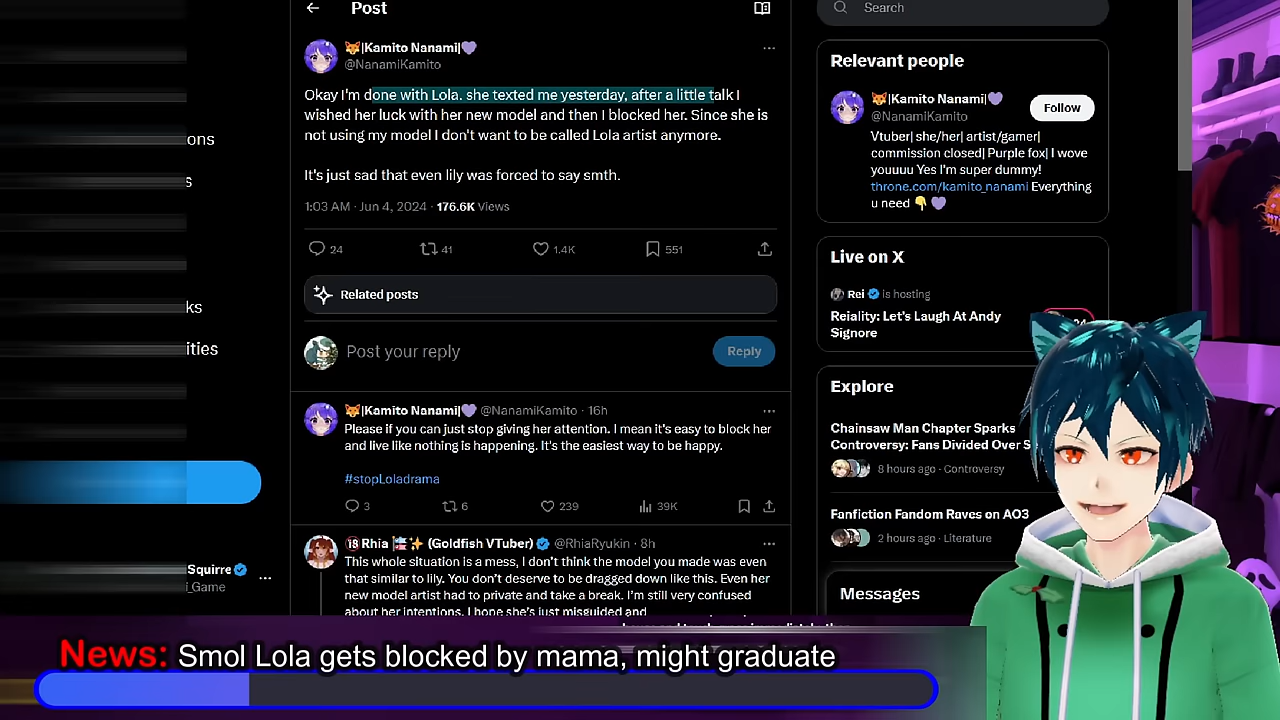 Post
Search
🦊|Kamito Nanami|💜
@NanamiKamito
Okay I'm done with Lola. she texted me yesterday, after a little talk I
wished her luck with her new model and then I blocked her. Since she is
not using my model I don't want to be called Lola artist anymore.
It's just sad that even lily was forced to say smth.
1:03 AM · Jun 4, 2024 · 176.6K Views
24
41
1.4K
551
Related posts
Post your reply
Reply
🦊|Kamito Nanami|💜 @NanamiKamito · 16h
Please if you can just stop giving her attention. I mean it's easy to block her
and live like nothing is happening. It's the easiest way to be happy.
#stopLoladrama
3
6
239
39K
🔞Rhia (Goldfish VTuber) @RhiaRyukin · 8h
This whole situation is a mess, I don't think the model you made was even
that similar to lily. You don't deserve to be dragged down like this. Even her
new model artist had to private and take a break. I'm still very confused
about her intentions. I hope she's just misguided and
Relevant people
🦊|Kamito Nanami|💜
@NanamiKamito
Follow
Vtuber| she/her| artist/gamer|
commission closed| Purple fox| I wove
youuuu Yes I'm super dummy!
throne.com/kamito_nanami Everything
u need 👇💜
Live on X
Rei is hosting
Reiality: Let's Laugh At Andy
Signore
Explore
Chainsaw Man Chapter Sparks
Controversy: Fans Divided Over S
8 hours ago · Controversy
Fanfiction Fandom Raves on AO3
2 hours ago · Literature
Messages
ons
s
ks
ities
Squirre
_Game
News: Smol Lola gets blocked by mama, might graduate